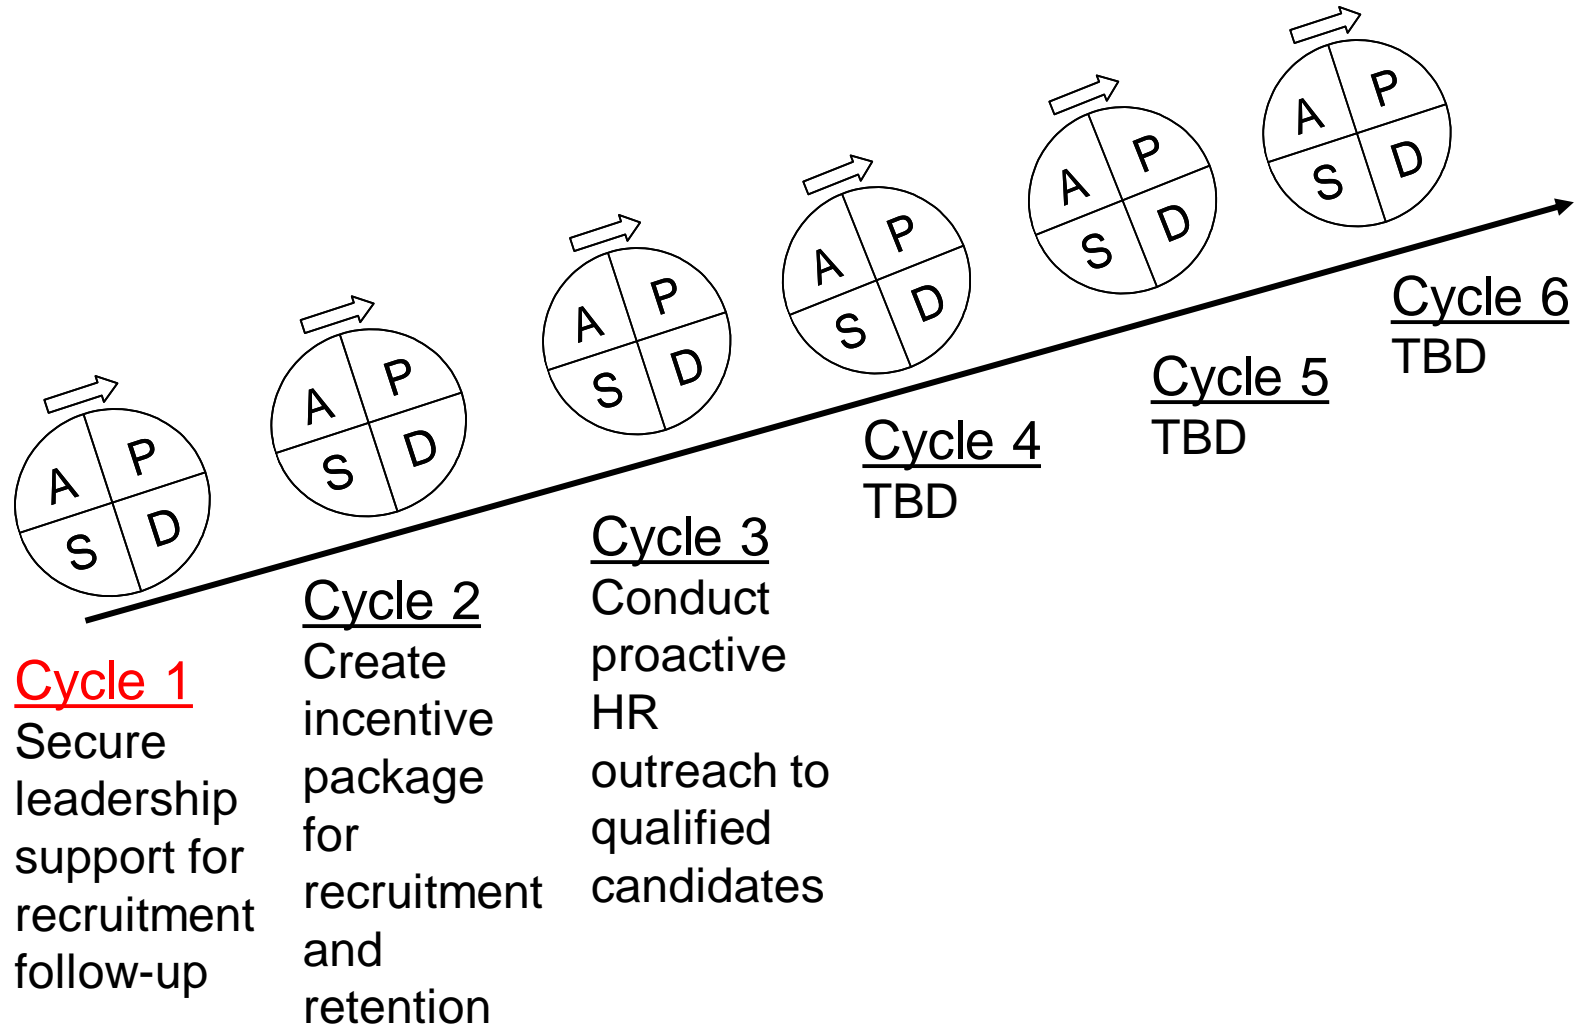 A P
S D
A P
S D
A P
S D
A P
S D
A P
S D
A P
S D
Cycle 1
Secure
leadership
support for
recruitment
follow-up
Cycle 2
Create
incentive
package
for
recruitment
and
retention
Cycle 3
Conduct
proactive
HR
outreach to
qualified
candidates
Cycle 4
TBD
Cycle 5
TBD
Cycle 6
TBD